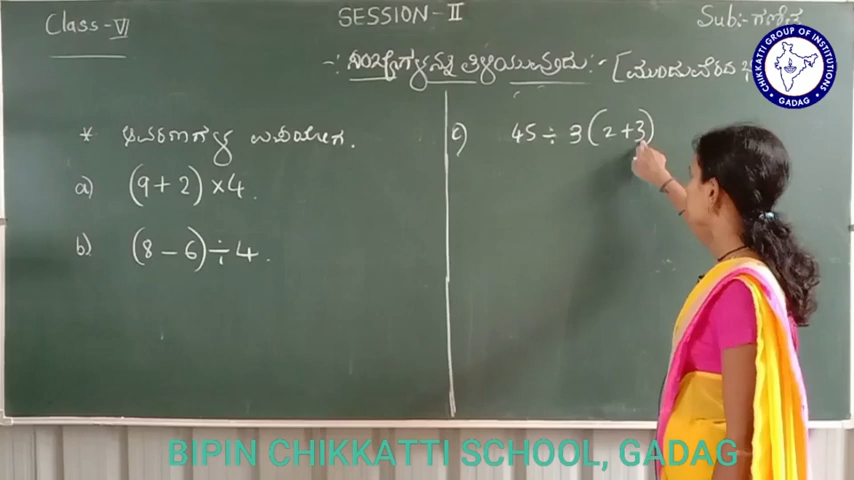 Class-VI
SESSION-II
Sub:- ಗಣಿತ
-: ಸಂಖ್ಯೆಗಳನ್ನು ತಿಳಿಯುವುದು:- [ಮುಂದುವರೆದ
* ಆವರಣಗಳ ಉಪಯೋಗ.
a) (9+2)×4.
b) (8-6)÷4.
c) 45÷3(2+3)
CHIKKATTI GROUP OF INSTITUTIONS
GADAG
BIPIN CHIKKATTI SCHOOL, GADAG